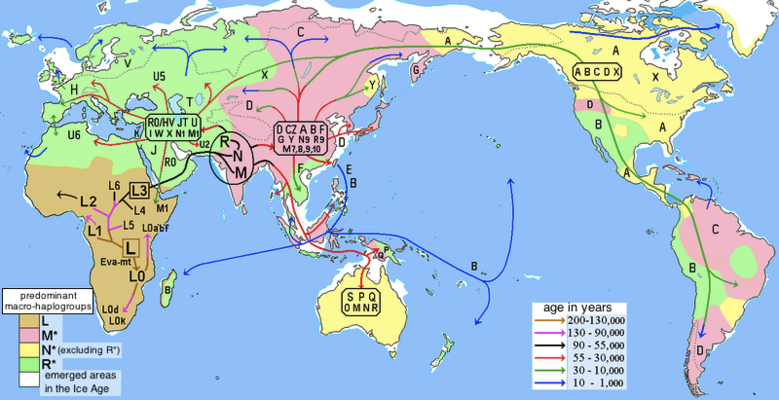 C
A
V
A
H
U5
X
G
A B C D X
X
T
D
Y
D
R0/HV JT U
I W X N1 M1
D CZ A B F
G Y N9 R9
M7,8,9,10
D
B
A
U6
K
J
U2
R
N
M
R0
F
E
B
A
L6
L3
L2
L4
M1
L1
L5
L0abf
L
Eva-mt
L0
B
L0d
L0k
P
Q
B
S P Q
O M N R
C
B
D
predominant
macro-haplogroups
L
M*
N* (excluding R*)
R*
emerged areas
in the Ice Age
age in years
200-130,000
130 - 90,000
90 - 55,000
55 - 30,000
30 - 10,000
10 - 1,000